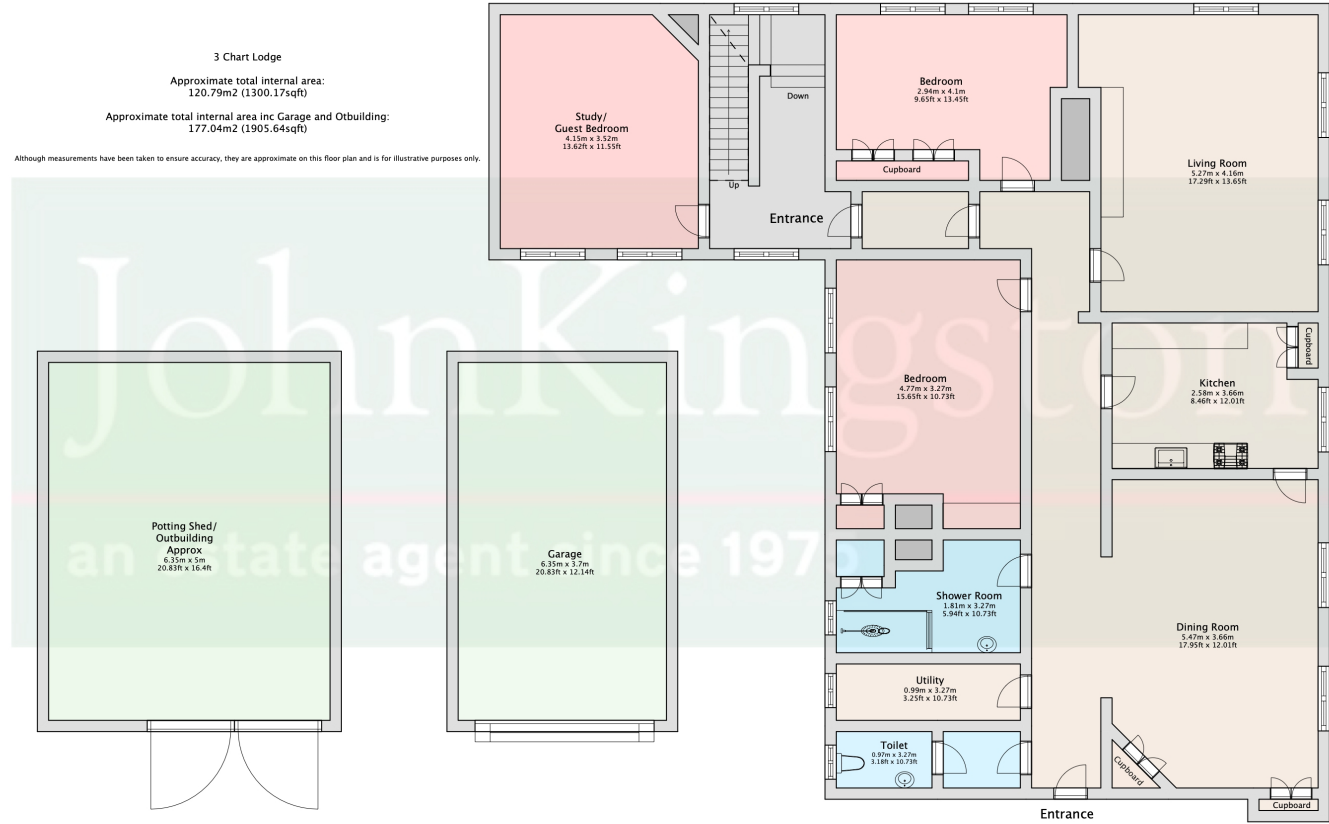 3 Chart Lodge
Approximate total internal area:
120.79m2 (1300.17sqft)
Approximate total internal area inc Garage and Otbuilding:
177.04m2 (1905.64sqft)
Although measurements have been taken to ensure accuracy, they are approximate on this floor plan and is for illustrative purposes only.
Study/
Guest Bedroom
4.15m x 3.52m
13.62ft x 11.55ft
Down
Up
Entrance
Bedroom
2.94m x 4.1m
9.65ft x 13.45ft
Cupboard
Living Room
5.27m x 4.16m
17.29ft x 13.65ft
Bedroom
4.77m x 3.27m
15.65ft x 10.73ft
Kitchen
2.58m x 3.66m
8.46ft x 12.01ft
Cupboard
Potting Shed/
Outbuilding
Approx
6.35m x 5m
20.83ft x 16.4ft
Garage
6.35m x 3.7m
20.83ft x 12.14ft
Shower Room
1.81m x 3.27m
5.94ft x 10.73ft
Dining Room
5.47m x 3.66m
17.95ft x 12.01ft
Utility
0.99m x 3.27m
3.25ft x 10.73ft
Toilet
0.97m x 3.27m
3.18ft x 10.73ft
Cupboard
Cupboard
Entrance
JohnKingston
an estate agent since 1975